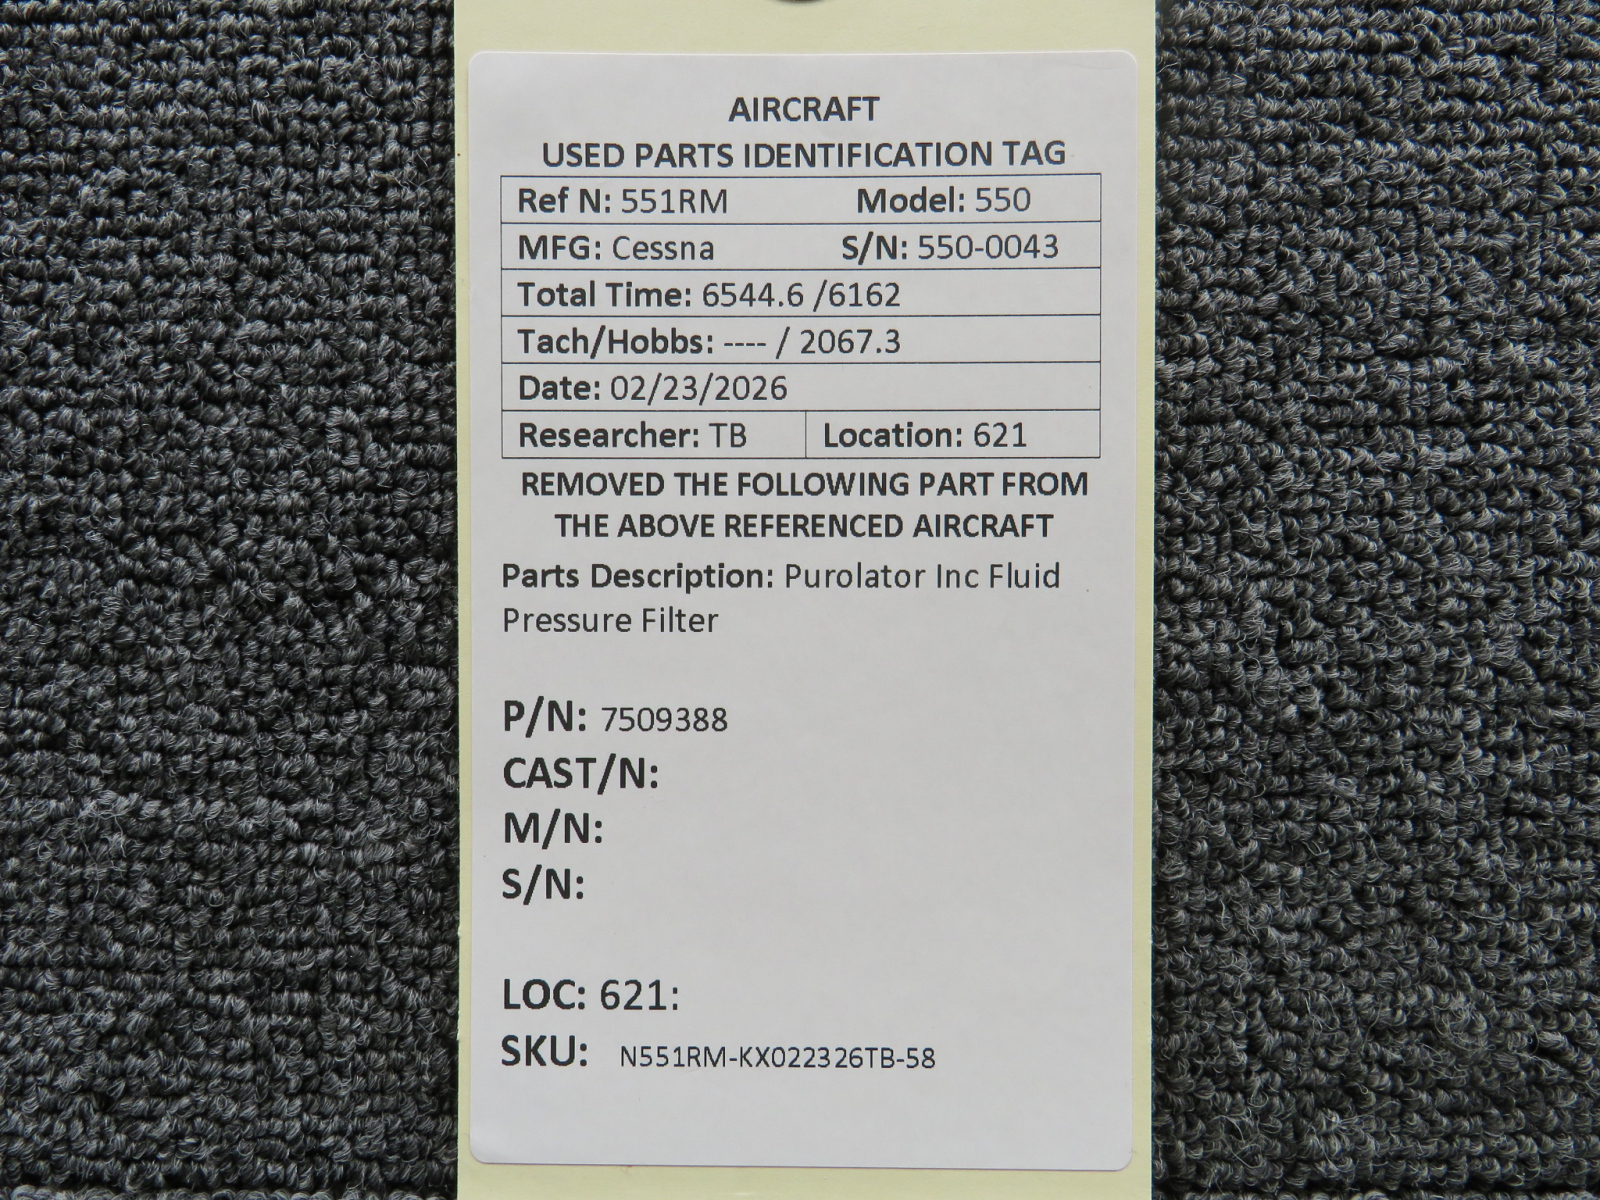 AIRCRAFT
USED PARTS IDENTIFICATION TAG
Ref N: 551RM Model: 550
MFG: Cessna S/N: 550-0043
Total Time: 6544.6 /6162
Tach/Hobbs: ---- / 2067.3
Date: 02/23/2026
Researcher: TB Location: 621
REMOVED THE FOLLOWING PART FROM
THE ABOVE REFERENCED AIRCRAFT
Parts Description: Purolator Inc Fluid
Pressure Filter
P/N: 7509388
CAST/N:
M/N:
S/N:
LOC: 621:
SKU: N551RM-KX022326TB-58